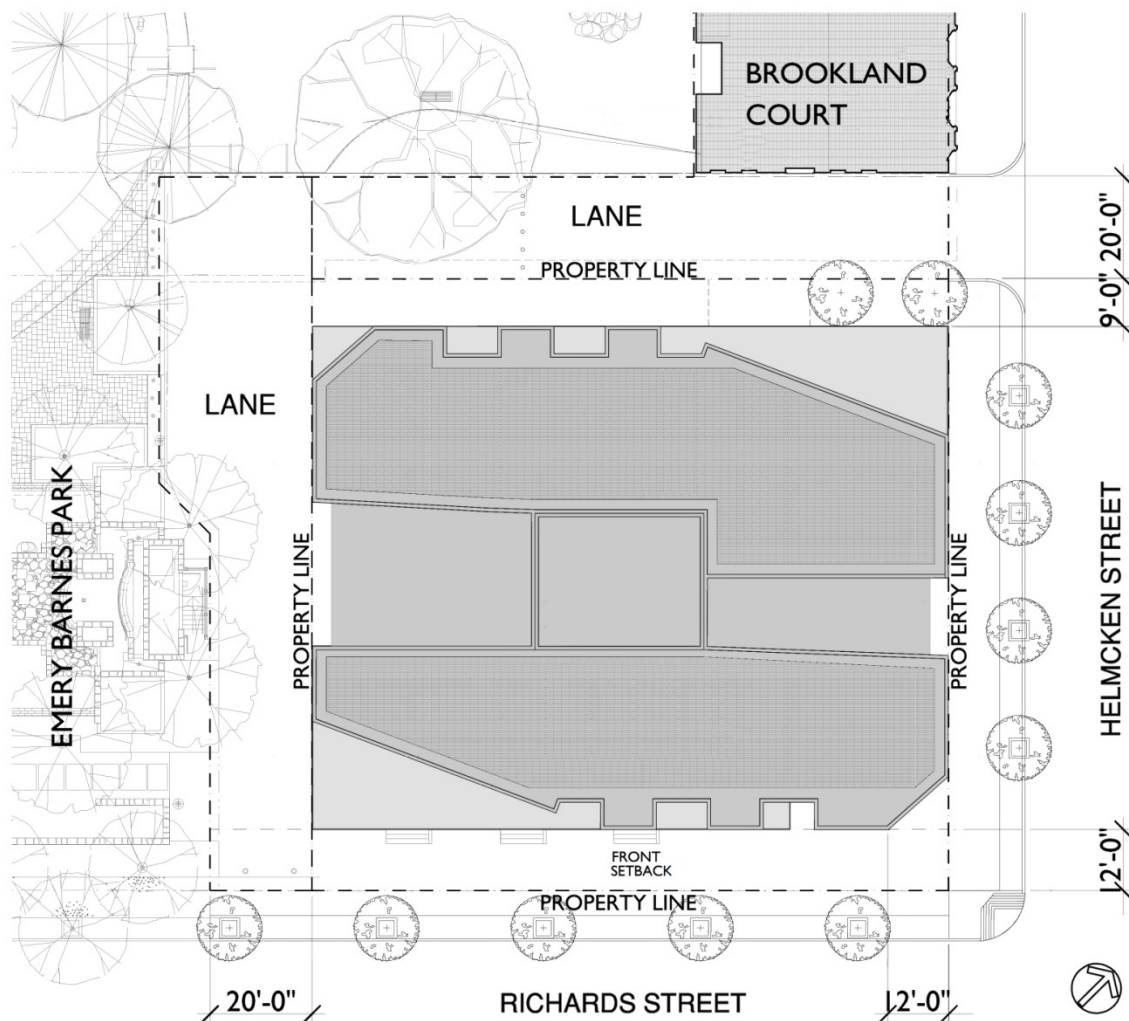 BROOKLAND
COURT
LANE
20'-0"
PROPERTY LINE
9'-0"
LANE
EMERY BARNES PARK
PROPERTY LINE
PROPERTY LINE
HELMCKEN STREET
FRONT
SETBACK
12'-0"
PROPERTY LINE
20'-0"
RICHARDS STREET
12'-0"